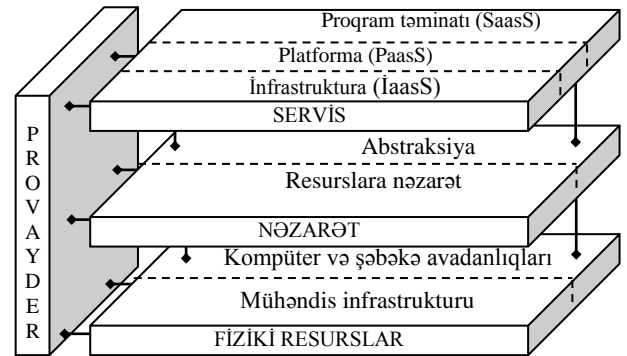 Proqram təminatı (SaasS)
Platforma (PaasS)
İnfrastruktura (İaasS)
SERVİS
Abstraksiya
Resurslara nəzarət
NƏZARƏT
Kompüter və şəbəkə avadanlıqları
Mühəndis infrastrukturu
FİZİKİ RESURSLAR
PROVAYDER